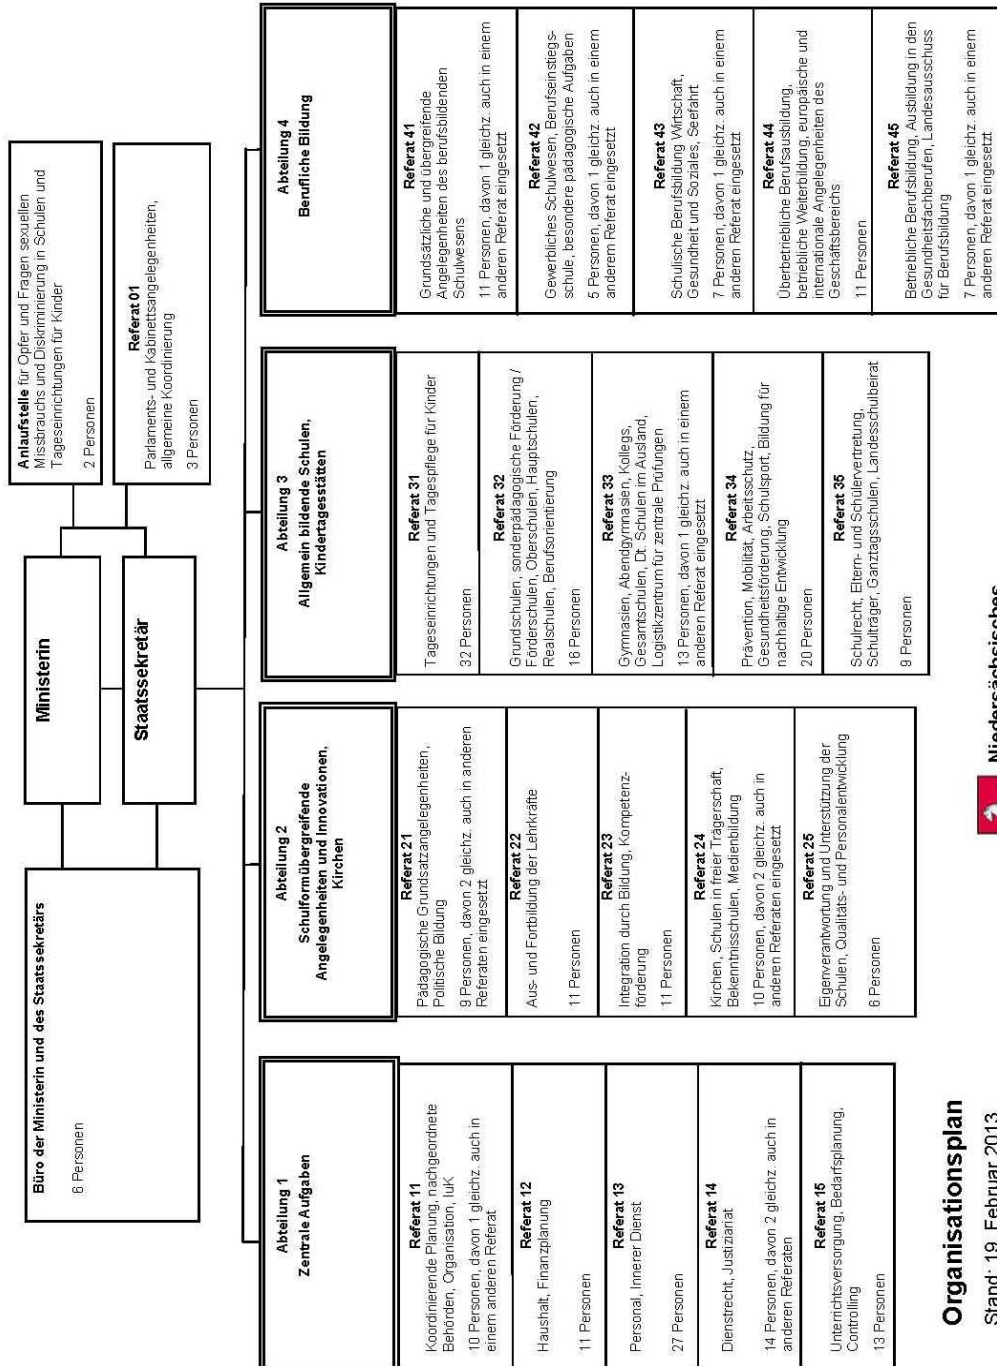 Büro der Ministerin und des Staatssekretärs
6 Personen
Ministerin
Staatssekretär
Anlaufstelle für Opfer und Fragen sexuellen
Missbrauchs und Diskriminierung in Schulen und
Tageseinrichtungen für Kinder
2 Personen
Referat 01
Parlaments- und Kabinettsangelegenheiten,
allgemeine Koordinierung
3 Personen
Abteilung 1
Zentrale Aufgaben
Referat 11
Koordinierende Planung, nachgeordnete
Behörden, Organisation, IuK
10 Personen, davon 1 gleichz. auch in
einem anderen Referat
Referat 12
Haushalt, Finanzplanung
11 Personen
Referat 13
Personal, Innerer Dienst
27 Personen
Referat 14
Dienstrecht, Justiziariat
14 Personen, davon 2 gleichz. auch in
anderen Referaten
Referat 15
Unterrichtsversorgung, Bedarfsplanung,
Controlling
13 Personen
Abteilung 2
Schulformübergreifende
Angelegenheiten und Innovationen,
Kirchen
Referat 21
Pädagogische Grundsatzangelegenheiten,
Politische Bildung
9 Personen, davon 2 gleichz. auch in anderen
Referaten eingesetzt
Referat 22
Aus- und Fortbildung der Lehrkräfte
11 Personen
Referat 23
Integration durch Bildung, Kompetenz-
förderung
11 Personen
Referat 24
Kirchen, Schulen in freier Trägerschaft,
Bekenntnisschulen, Medienbildung
10 Personen, davon 2 gleichz. auch in
anderen Referaten eingesetzt
Referat 25
Eigenverantwortung und Unterstützung der
Schulen, Qualitäts- und Personalentwicklung
6 Personen
Abteilung 3
Allgemein bildende Schulen,
Kindertagesstätten
Referat 31
Tageseinrichtungen und Tagespflege für Kinder
32 Personen
Referat 32
Grundschulen, sonderpädagogische Förderung /
Förderschulen, Oberschulen, Hauptschulen,
Realschulen, Berufsorientierung
16 Personen
Referat 33
Gymnasien, Abendgymnasien, Kollegs,
Gesamtschulen, Dt. Schulen im Ausland,
Logistikzentrum für zentrale Prüfungen
13 Personen, davon 1 gleichz. auch in einem
anderen Referat eingesetzt
Referat 34
Prävention, Mobilität, Arbeitsschutz,
Gesundheitsförderung, Schulsport, Bildung für
nachhaltige Entwicklung
20 Personen
Referat 35
Schulrecht, Eltern- und Schülervertretung,
Schulträger, Ganztagsschulen, Landesschulbeirat
9 Personen
Abteilung 4
Berufliche Bildung
Referat 41
Grundsätzliche und übergreifende
Angelegenheiten des berufsbildenden
Schulwesens
11 Personen, davon 1 gleichz. auch in einem
anderen Referat eingesetzt
Referat 42
Gewerbliches Schulwesen, Berufseinstiegs-
schule, besondere pädagogische Aufgaben
5 Personen, davon 1 gleichz. auch in einem
anderem Referat eingesetzt
Referat 43
Schulische Berufsbildung Wirtschaft,
Gesundheit und Soziales, Seefahrt
7 Personen, davon 1 gleichz. auch in einem
anderen Referat eingesetzt
Referat 44
Überbetriebliche Berufsausbildung,
betriebliche Weiterbildung, europäische und
internationale Angelegenheiten des
Geschäftsbereichs
11 Personen
Referat 45
Betriebliche Berufsbildung, Ausbildung in den
Gesundheitsfachberufen, Landesausschuss
für Berufsbildung
7 Personen, davon 1 gleichz. auch in einem
anderen Referat eingesetzt
Organisationsplan
Stand: 19. Februar 2013
Niedersächsisches